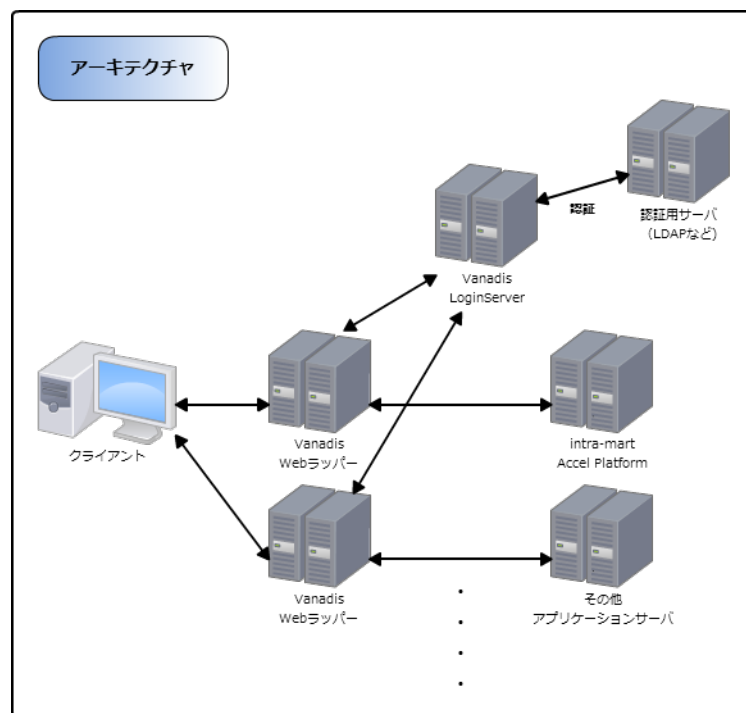 アーキテクチャ
認証
認証用サーバ
（LDAPなど)
Vanadis
LoginServer
クライアント
Vanadis
Webラッパー
intra-mart
Accel Platform
Vanadis
Webラッパー
その他
アプリケーションサーバ